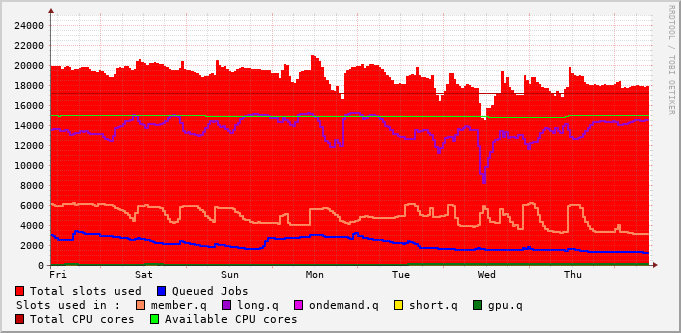 RRDTOOL / TOBI OETIKER
24000
22000
20000
18000
16000
14000
12000
10000
8000
6000
4000
2000
0
Fri Sat Sun Mon Tue Wed Thu
Total slots used Queued Jobs
Slots used in : member.q long.q ondemand.q short.q gpu.q
Total CPU cores Available CPU cores